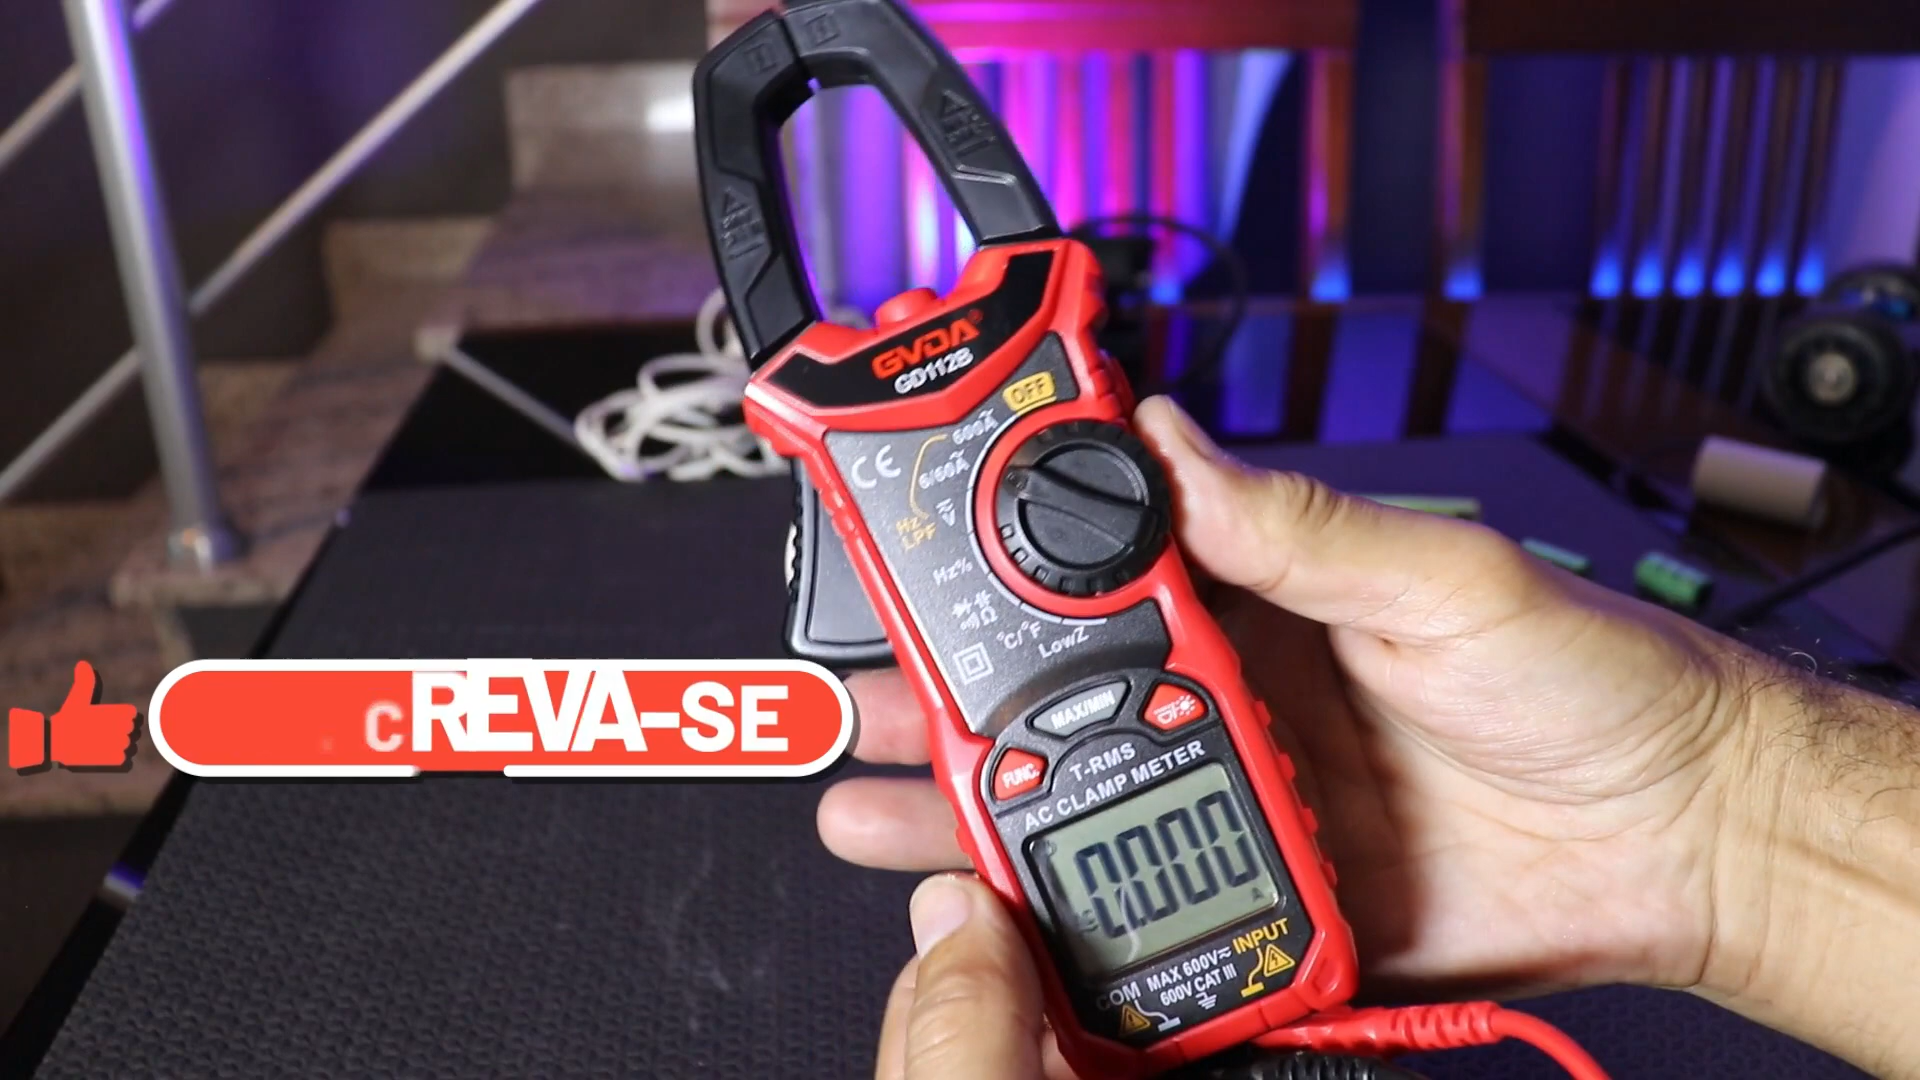 GVDA®
GD112B
OFF
600A
6/60A
V
Hz
LPF
Hz%
Ω
°C/°F
LowZ
CE
MAX/MIN
FUNC.
T-RMS
AC CLAMP METER
0.000
A
INPUT
COM
MAX 600V
600V CAT III
CREVA-SE